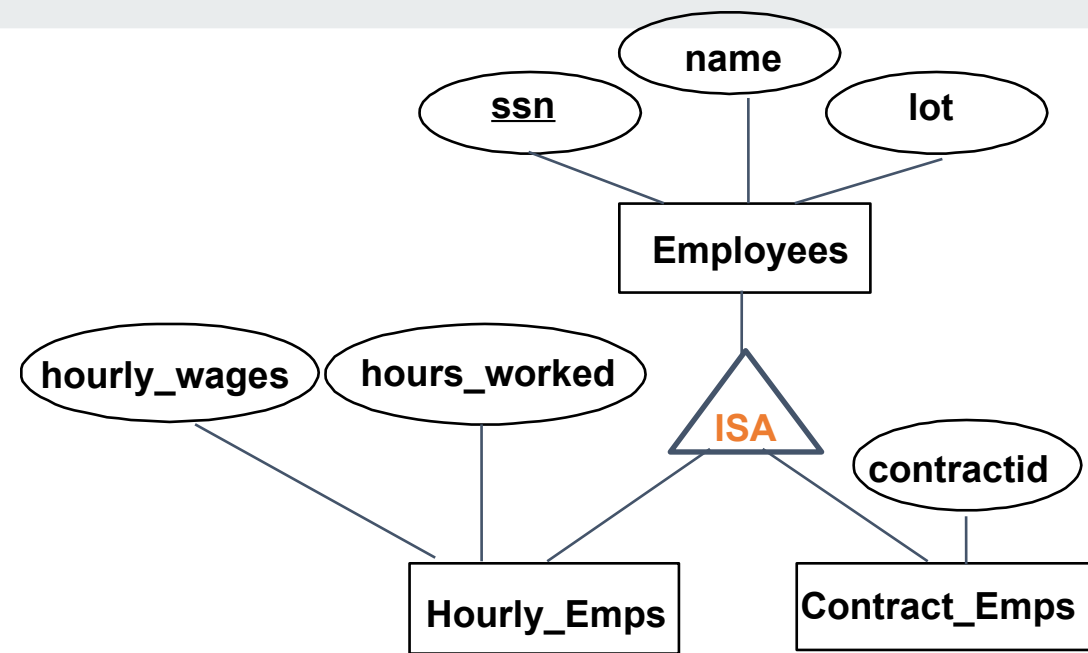 name
ssn
lot
Employees
hourly_wages
hours_worked
ISA
contractid
Hourly_Emps
Contract_Emps